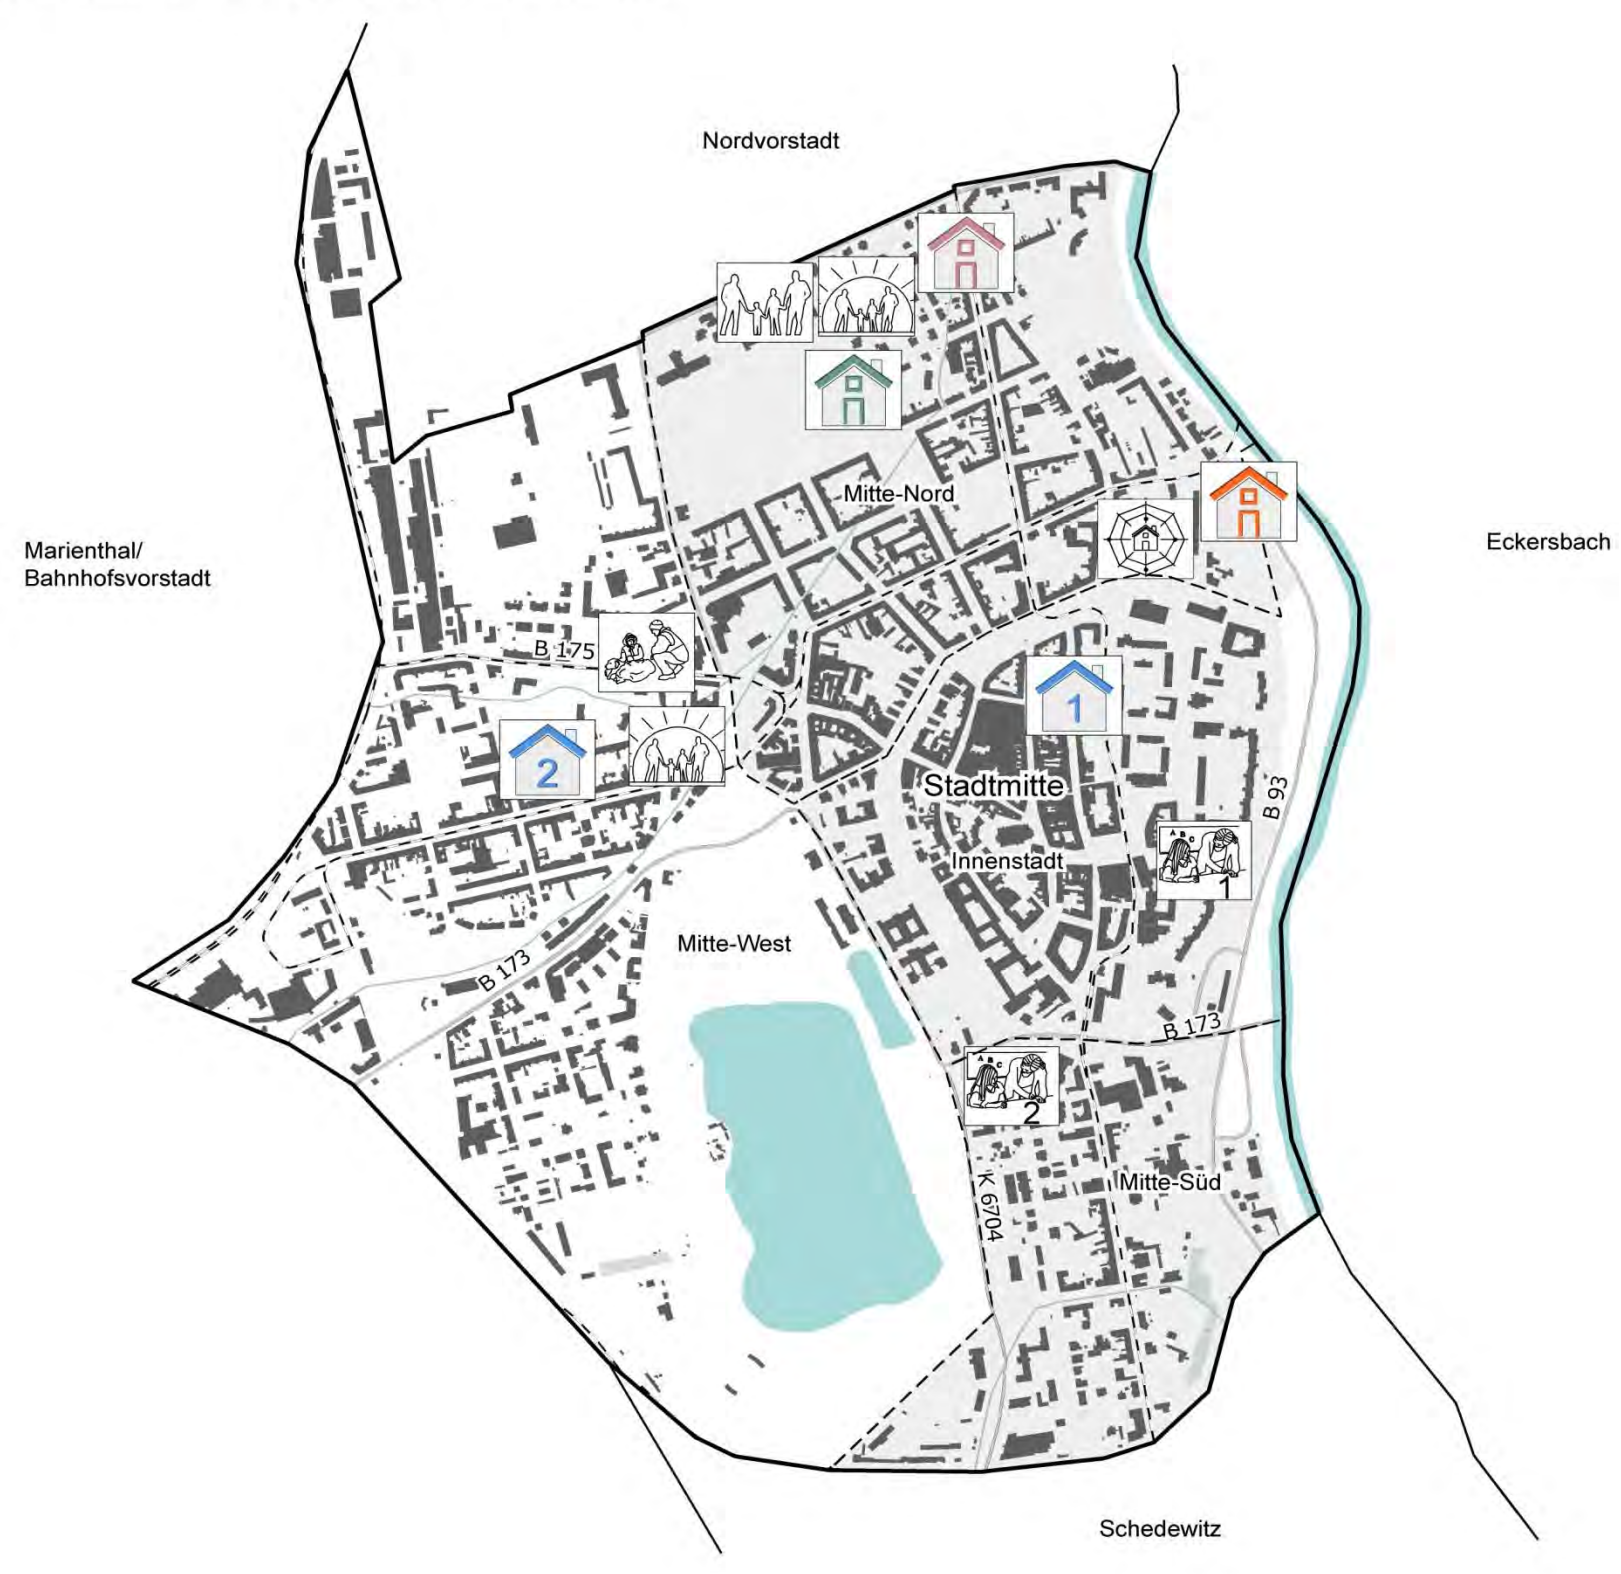 Nordvorstadt
Mitte-Nord
Marienthal/
Bahnhofsvorstadt
Eckersbach
B 175
1
2
Stadtmitte
B 93
Innenstadt
A B C
1
Mitte-West
B 173
B 173
A B C
2
Mitte-Süd
K 6704
Schedewitz